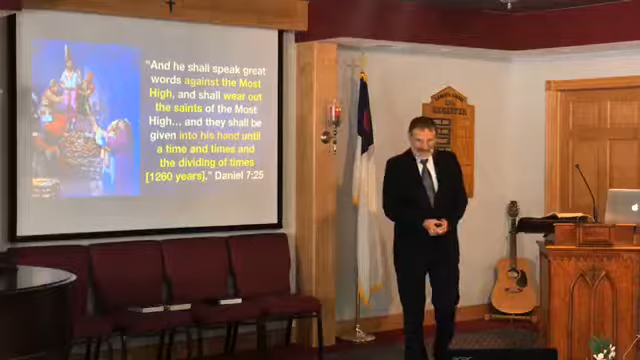 "And he shall speak great
words against the Most
High, and shall wear out
the saints of the Most
High... and they shall be
given into his hand until
a time and times and
the dividing of times
[1260 years]." Daniel 7:25
REGISTER